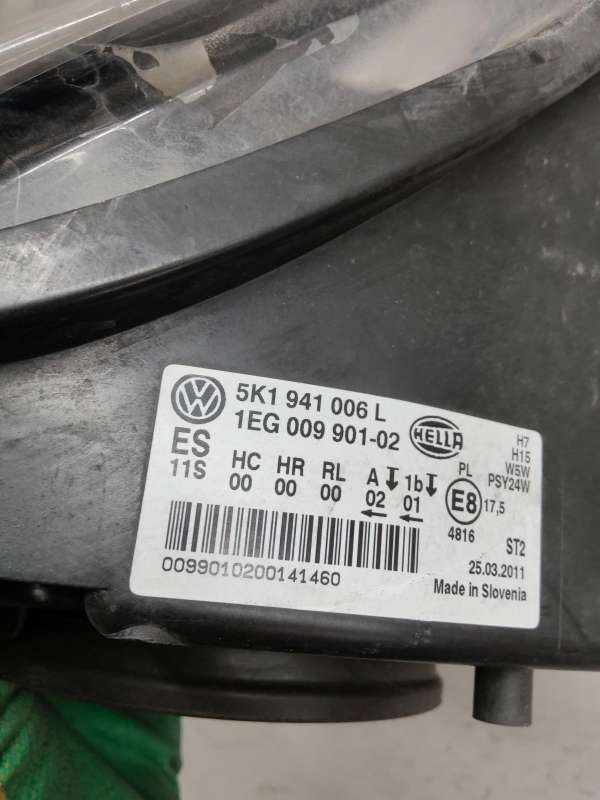 5K1 941 006 L
1EG 009 901-02
HELLA
ES
11S
HC HR RL A 1b
00 00 00 02 01
PL
E8
17,5
H7
H15
W5W
PSY24W
4816
ST2
25.03.2011
Made in Slovenia
0099010200141460